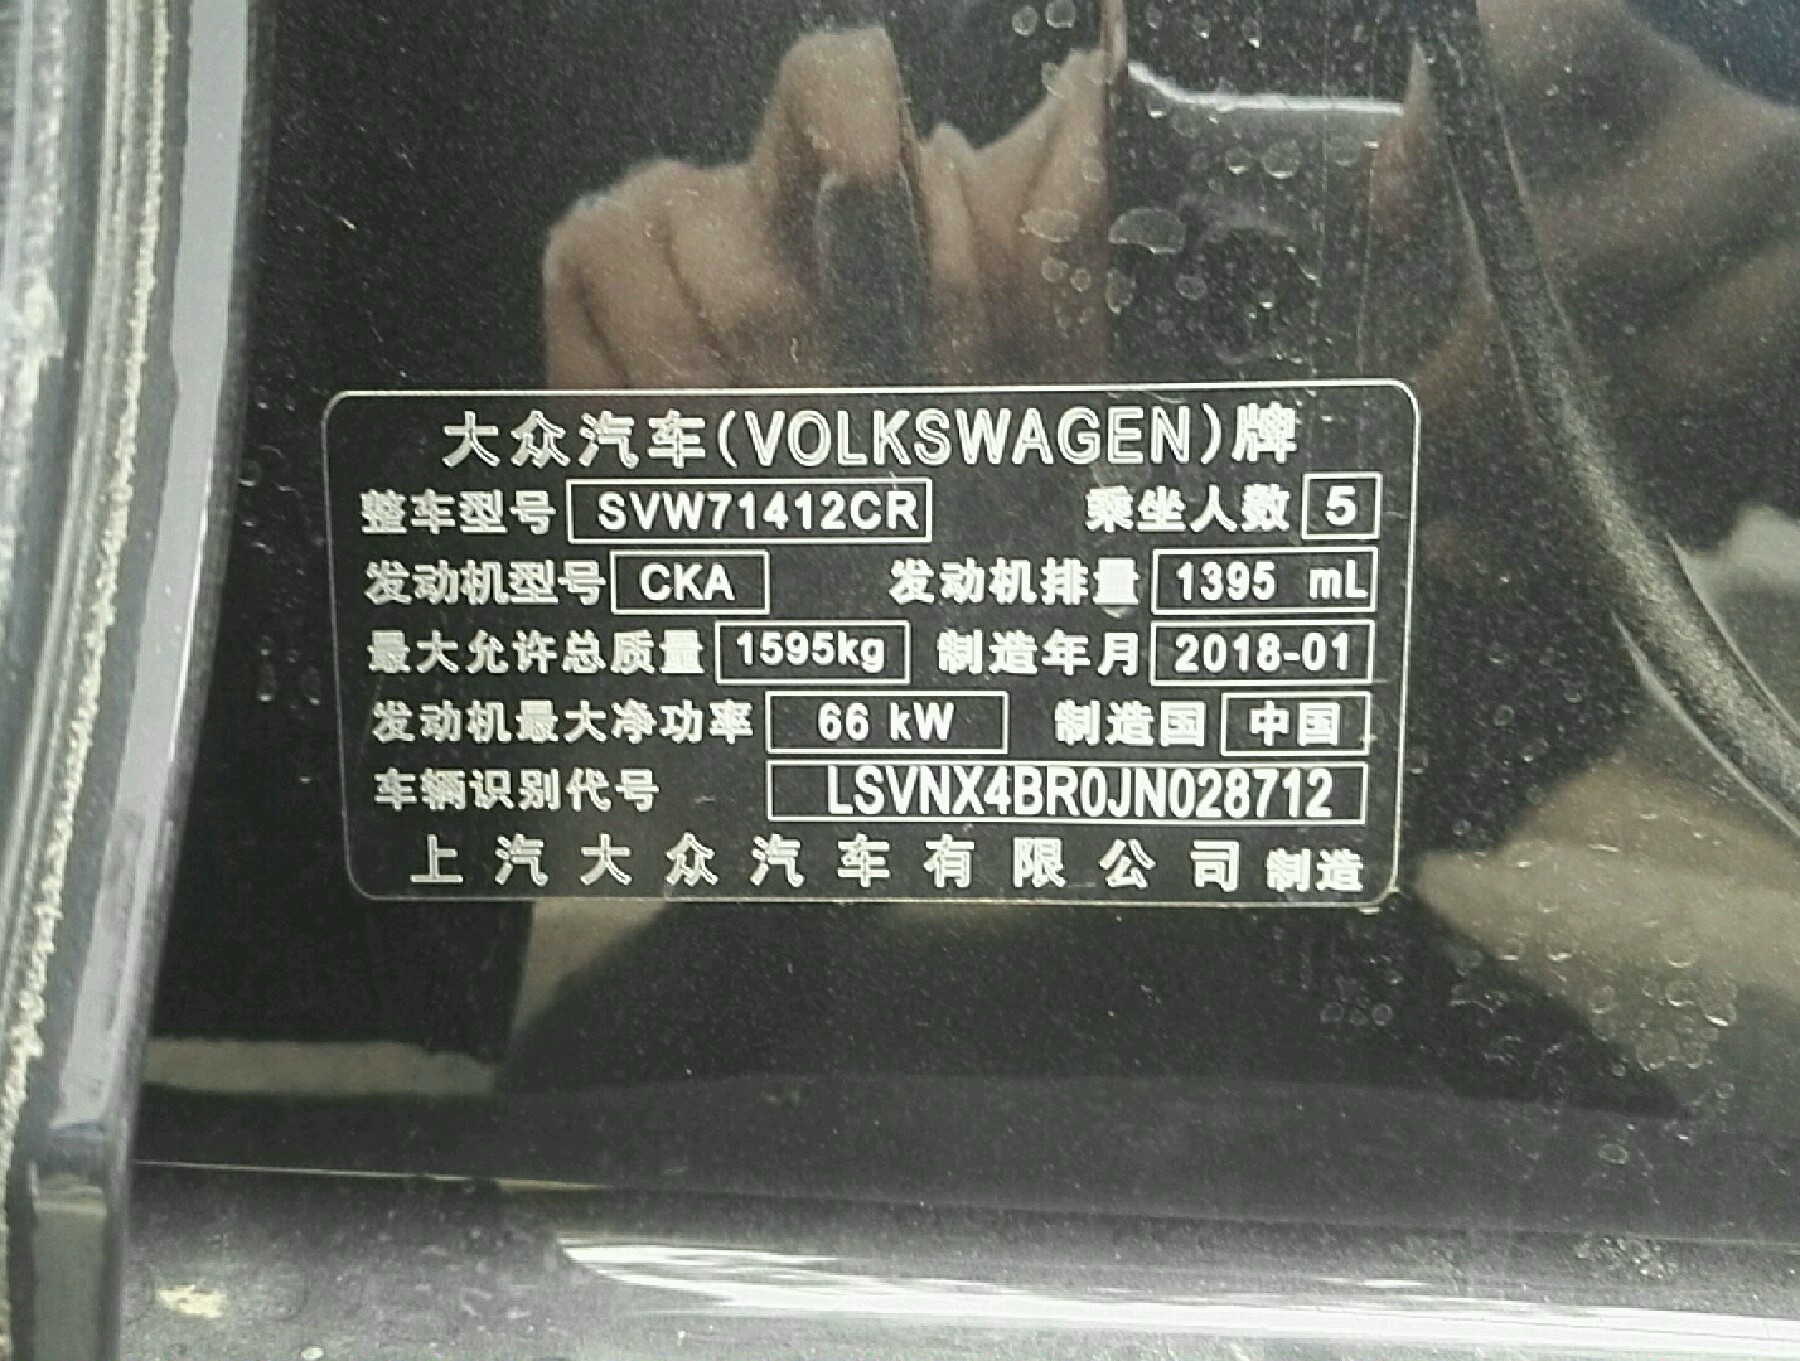 大众汽车(VOLKSWAGEN)牌
整车型号 SVW71412CR 乘坐人数 5
发动机型号 CKA 发动机排量 1395 mL
最大允许总质量 1595kg 制造年月 2018-01
发动机最大净功率 66 kW 制造国 中国
车辆识别代号 LSVNX4BR0JN028712
上汽大众汽车有限公司 制造